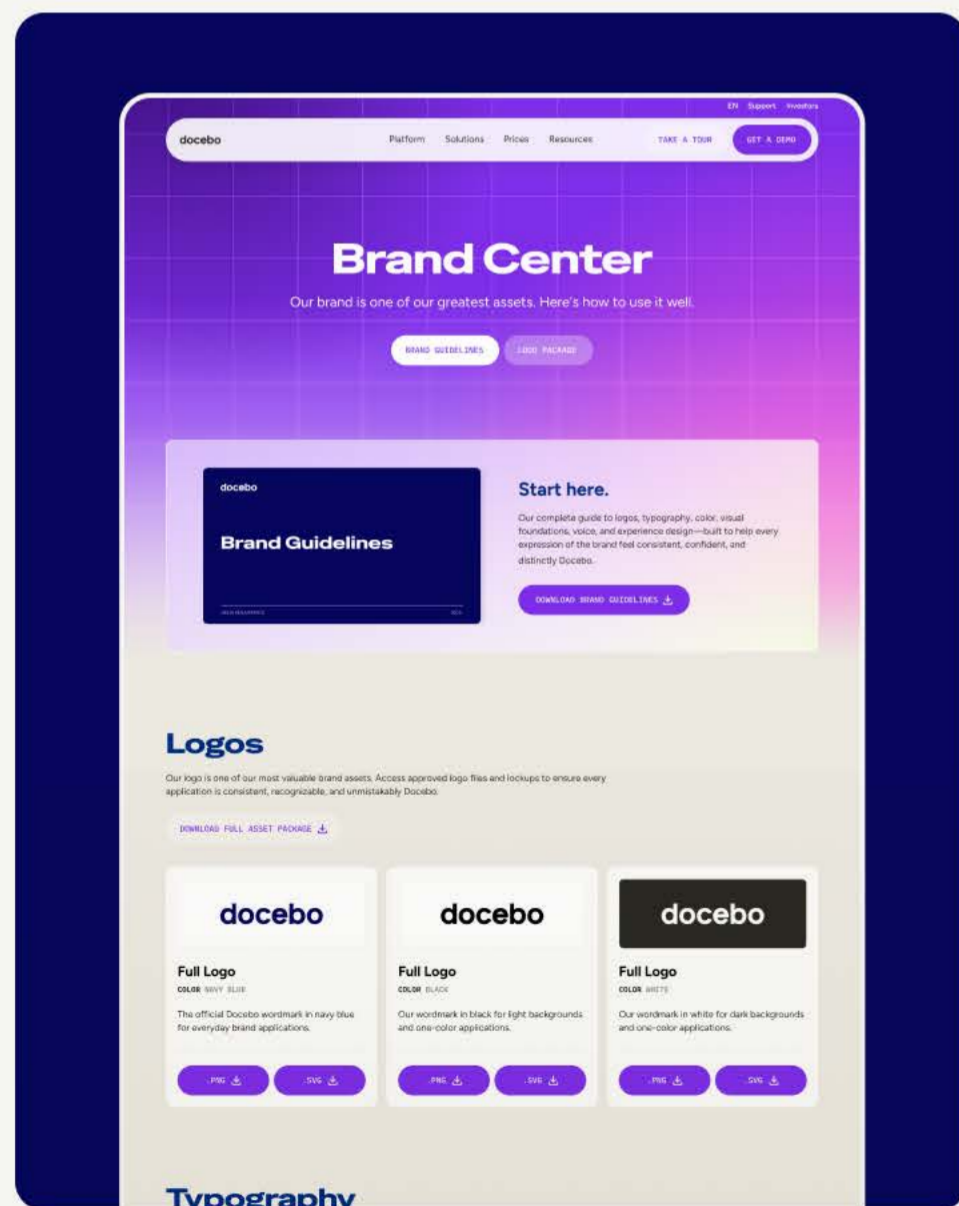 EN Support Investors
docebo Platform Solutions Prices Resources TAKE A TOUR GET A DEMO
Brand Center
Our brand is one of our greatest assets. Here's how to use it well.
BRAND GUIDELINES LOGO PACKAGE
docebo
Brand Guidelines
Start here.
Our complete guide to logos, typography, color, visual
foundations, voice, and experience design—built to help every
expression of the brand feel consistent, confident, and
distinctly Docebo.
DOWNLOAD BRAND GUIDELINES
Logos
Our logo is one of our most valuable brand assets. Access approved logo files and lockups to ensure every
application is consistent, recognizable, and unmistakably Docebo.
DOWNLOAD FULL ASSET PACKAGE
docebo
Full Logo
COLOR NAVY BLUE
The official Docebo wordmark in navy blue
for everyday brand applications.
.PNG .SVG
docebo
Full Logo
COLOR BLACK
Our wordmark in black for light backgrounds
and one-color applications.
.PNG .SVG
docebo
Full Logo
COLOR WHITE
Our wordmark in white for dark backgrounds
and one-color applications.
.PNG .SVG
Typography